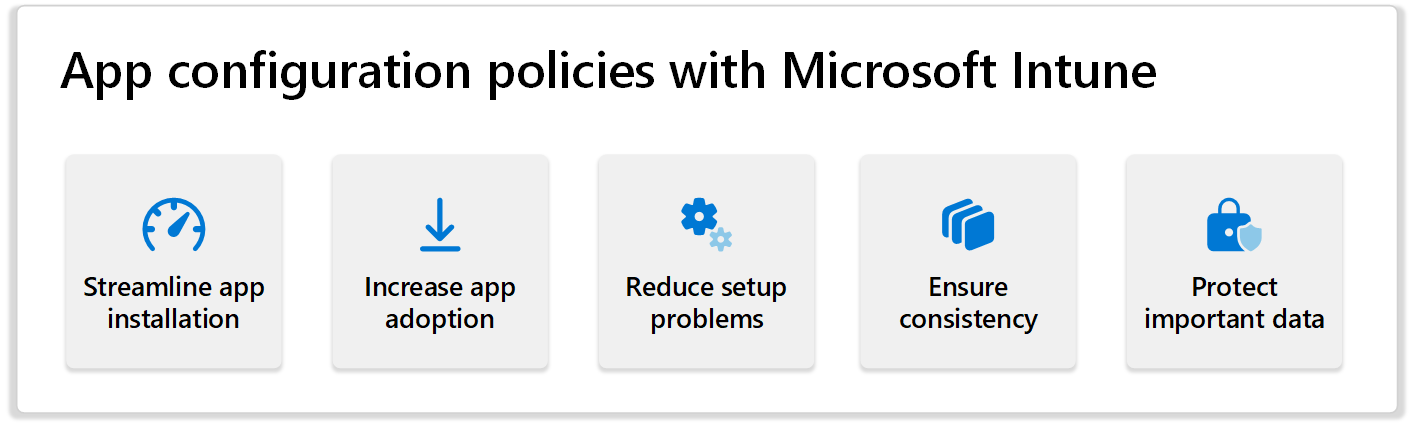 App configuration policies with Microsoft Intune
Streamline app
installation
Increase app
adoption
Reduce setup
problems
Ensure
consistency
Protect
important data